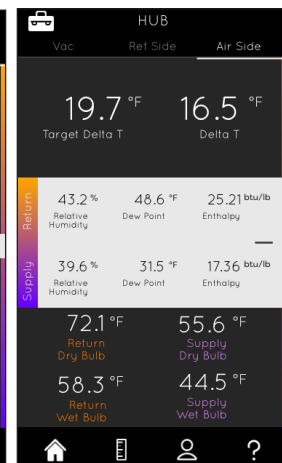 HUB
Vac Ref Side Air Side
19.7 °F 16.5 °F
Target Delta T Delta T
Return
43.2 % 48.6 °F 25.21 btu/lb
Relative Humidity Dew Point Enthalpy
Supply
39.6 % 31.5 °F 17.36 btu/lb
Relative Humidity Dew Point Enthalpy
72.1 °F 55.6 °F
Return Supply
Dry Bulb Dry Bulb
58.3 °F 44.5 °F
Return Supply
Wet Bulb Wet Bulb
?